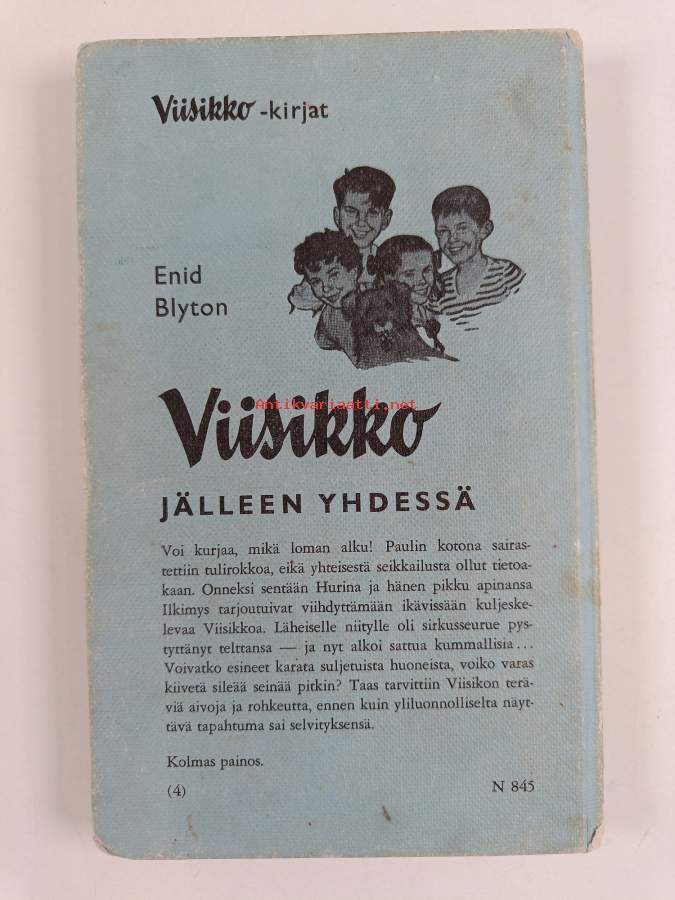 Viisikko -kirjat
Enid
Blyton
Antikvariaatti.net
Viisikko
JÄLLEEN YHDESSÄ
Voi kurjaa, mikä loman alku! Paulin kotona sairas-
tettiin tulirokkoa, eikä yhteisestä seikkailusta ollut tietoa-
kaan. Onneksi sentään Hurina ja hänen pikku apinansa
Ilkimys tarjoutuivat viihdyttämään ikävissään kuljeske-
levaa Viisikkoa. Läheiselle niitylle oli sirkusseurue pys-
tyttänyt telttansa — ja nyt alkoi sattua kummallisia...
Voivatko esineet karata suljetuista huoneista, voiko varas
kiivetä sileää seinää pitkin? Taas tarvittiin Viisikon terä-
viä aivoja ja rohkeutta, ennen kuin yliluonnolliselta näyt-
tävä tapahtuma sai selvityksensä.
Kolmas painos.
(4) N 845